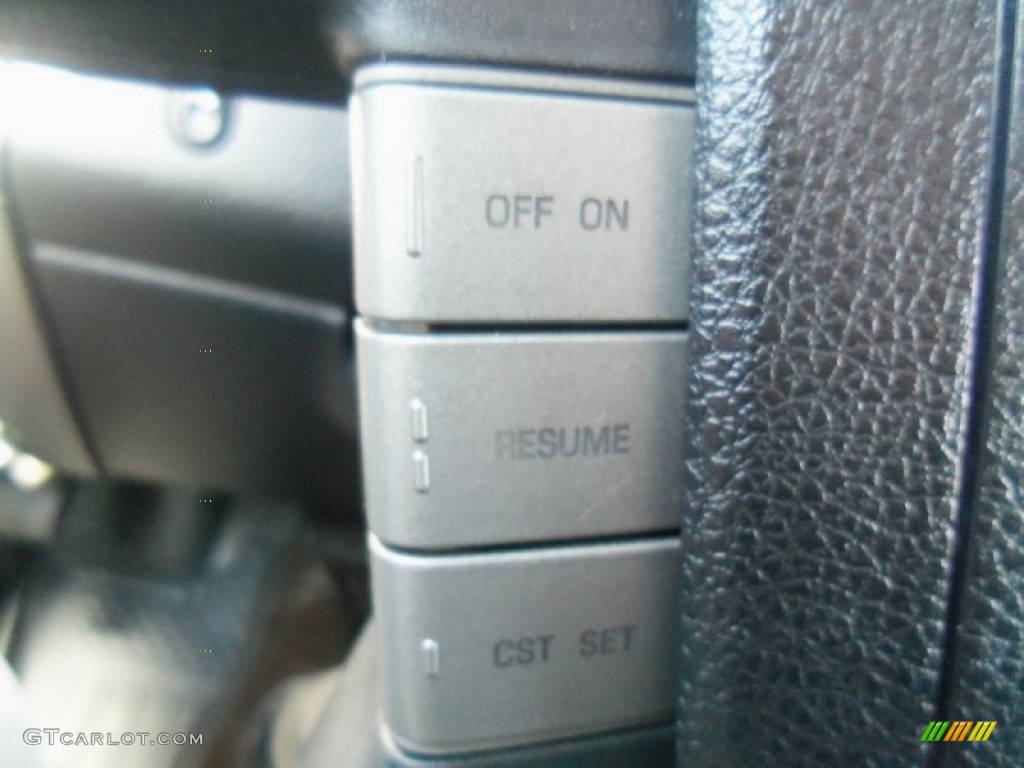 OFF ON
RESUME
CST SET
GTCARLOT.COM